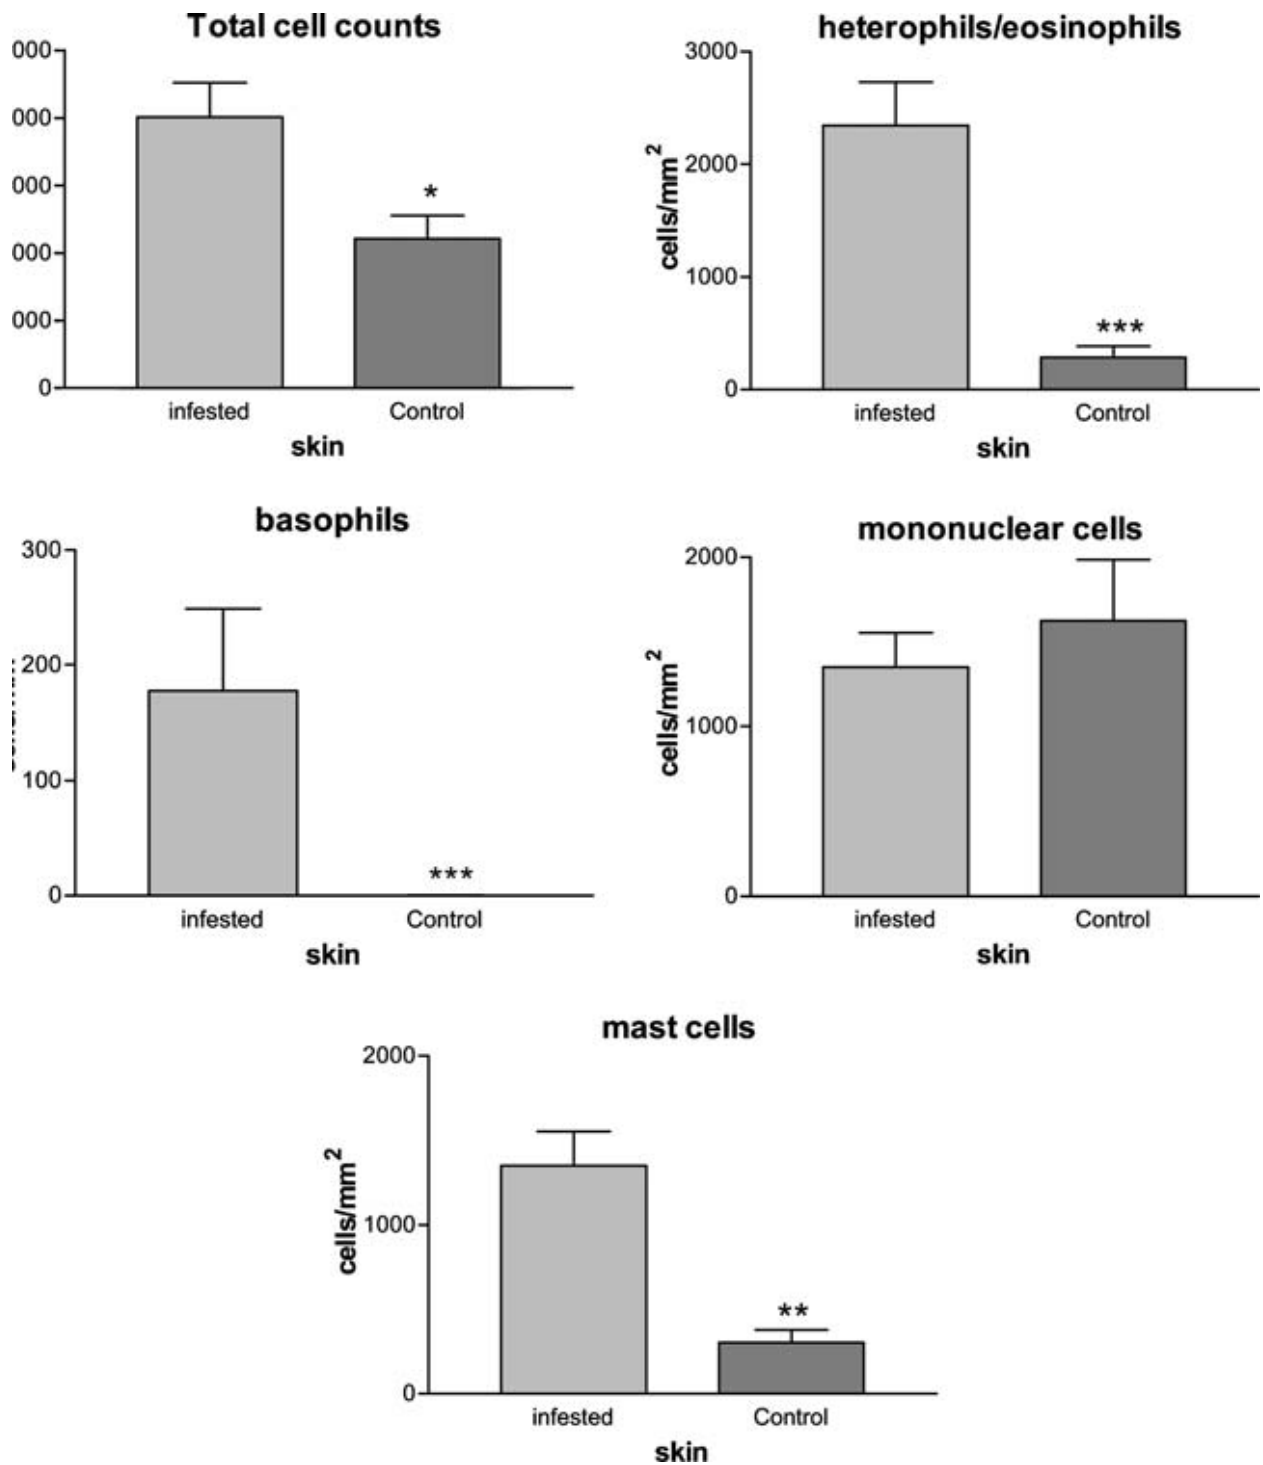 Total cell counts
000
000
*
000
000
000
0
infested Control
skin
heterophils/eosinophils
3000
2000
cells/mm2
1000
***
0
infested Control
skin
basophils
300
200
100
***
0
infested Control
skin
mononuclear cells
2000
cells/mm2
1000
0
infested Control
skin
mast cells
2000
cells/mm2
1000
**
0
infested Control
skin